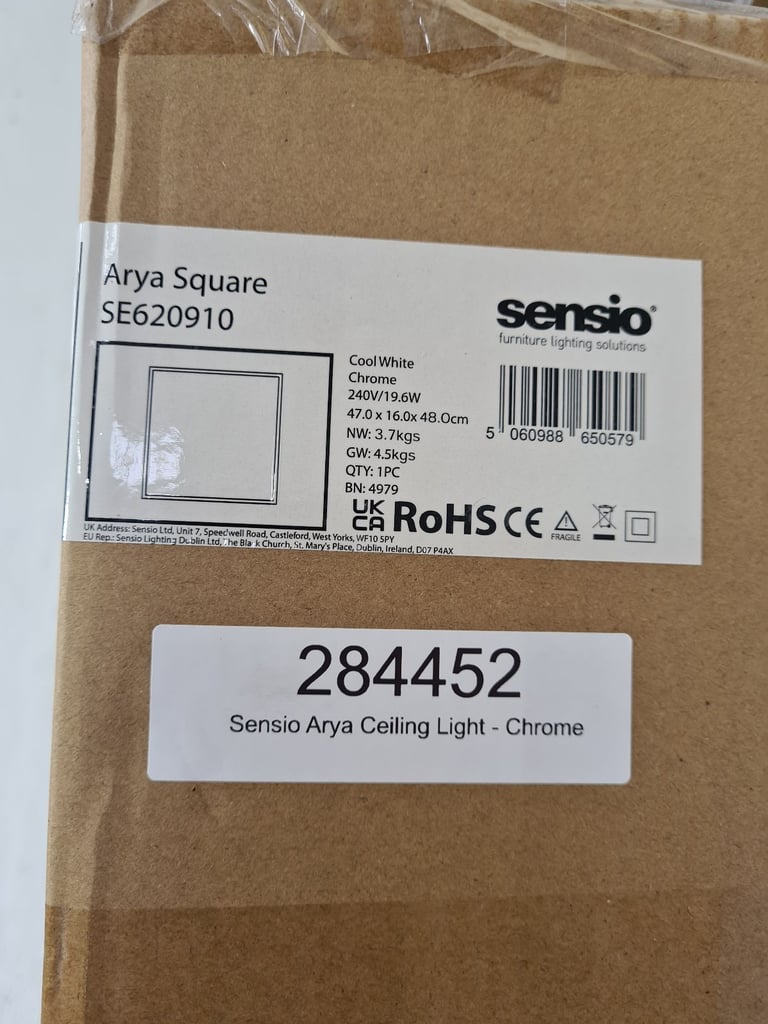 Arya Square
SE620910
sensio®
furniture lighting solutions
Cool White
Chrome
240V/19.6W
47.0 x 16.0x 48.0cm
NW: 3.7kgs
GW: 4.5kgs
QTY: 1PC
BN: 4979
5 060988 650579
UK
CA RoHS CE
FRAGILE
UK Address: Sensio Ltd, Unit 7, Speedwell Road, Castleford, West Yorks, WF10 5PY
EU Rep.: Sensio Lighting Dublin Ltd, The Black Church, St. Mary's Place, Dublin, Ireland, D07 P4AX
284452
Sensio Arya Ceiling Light - Chrome